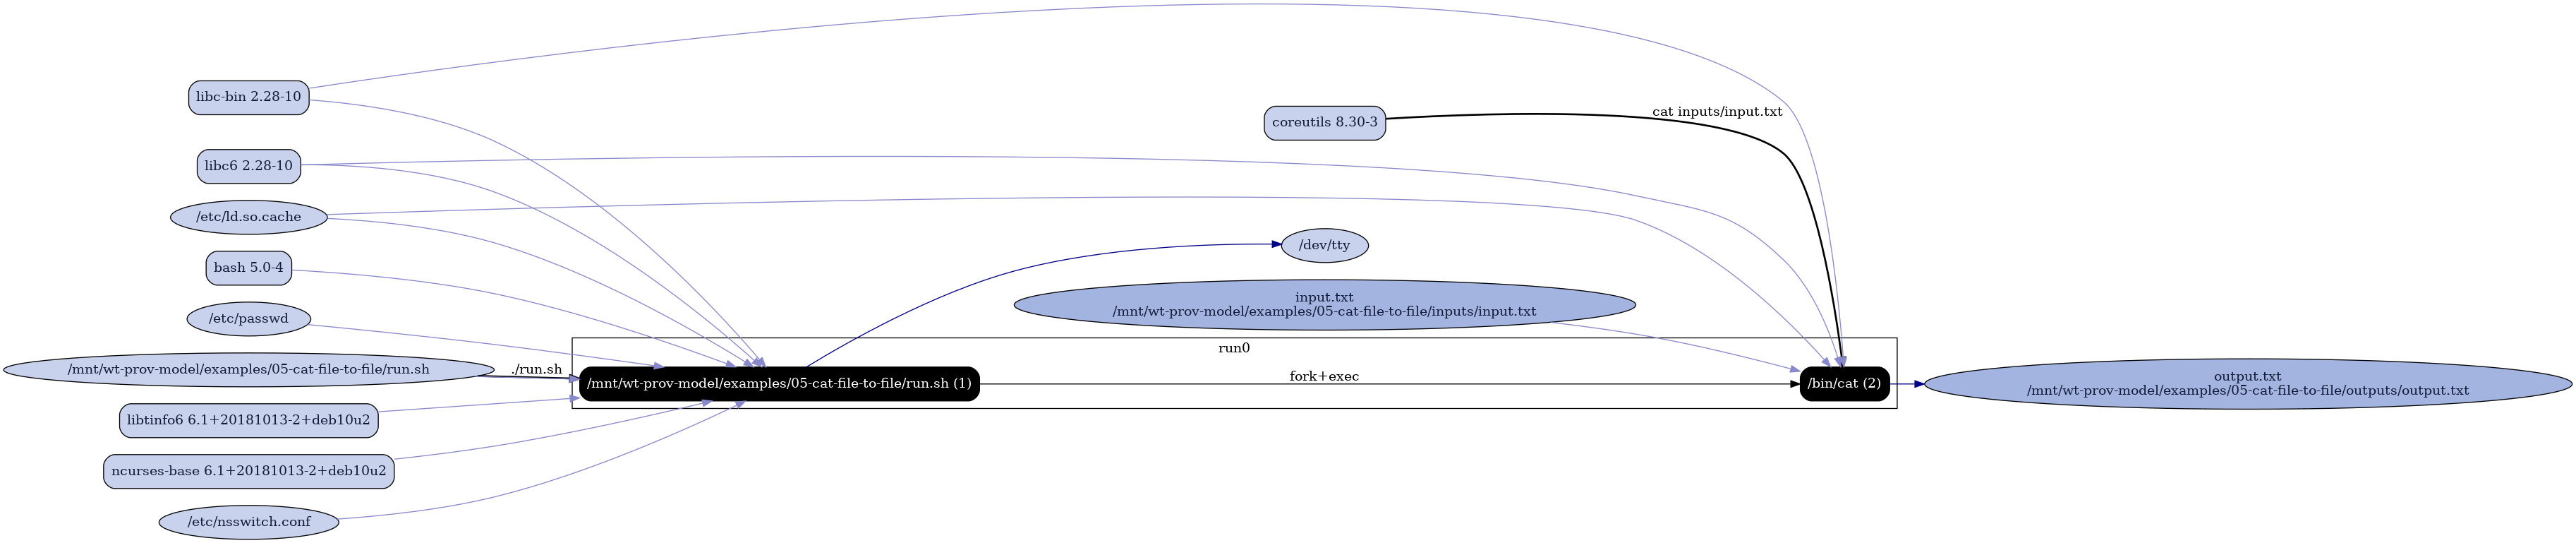 libc-bin 2.28-10
coreutils 8.30-3
cat inputs/input.txt
libc6 2.28-10
/etc/ld.so.cache
/dev/tty
bash 5.0-4
input.txt
/mnt/wt-prov-model/examples/05-cat-file-to-file/inputs/input.txt
/etc/passwd
run0
/mnt/wt-prov-model/examples/05-cat-file-to-file/run.sh
./run.sh
/mnt/wt-prov-model/examples/05-cat-file-to-file/run.sh (1)
fork+exec
/bin/cat (2)
output.txt
/mnt/wt-prov-model/examples/05-cat-file-to-file/outputs/output.txt
libtinfo6 6.1+20181013-2+deb10u2
ncurses-base 6.1+20181013-2+deb10u2
/etc/nsswitch.conf